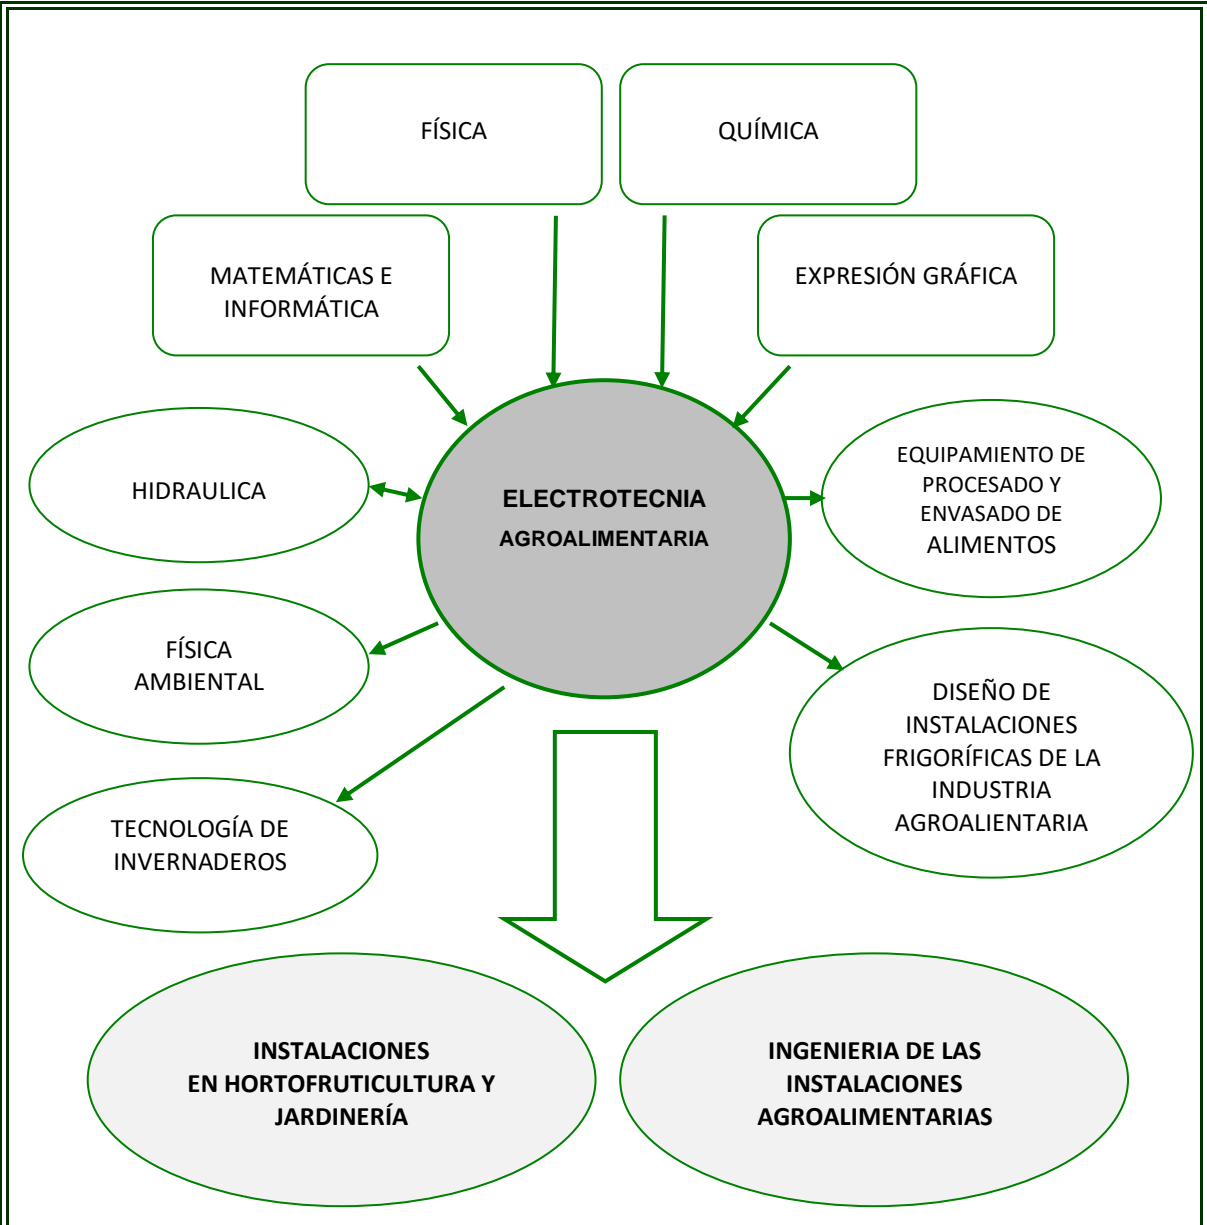 FÍSICA
QUÍMICA
MATEMÁTICAS E
INFORMÁTICA
EXPRESIÓN GRÁFICA
HIDRAULICA
ELECTROTECNIA
AGROALIMENTARIA
EQUIPAMIENTO DE
PROCESADO Y
ENVASADO DE
ALIMENTOS
FÍSICA
AMBIENTAL
DISEÑO DE
INSTALACIONES
FRIGORÍFICAS DE LA
INDUSTRIA
AGROALIENTARIA
TECNOLOGÍA DE
INVERNADEROS
INSTALACIONES
EN HORTOFRUTICULTURA Y
JARDINERÍA
INGENIERIA DE LAS
INSTALACIONES
AGROALIMENTARIAS